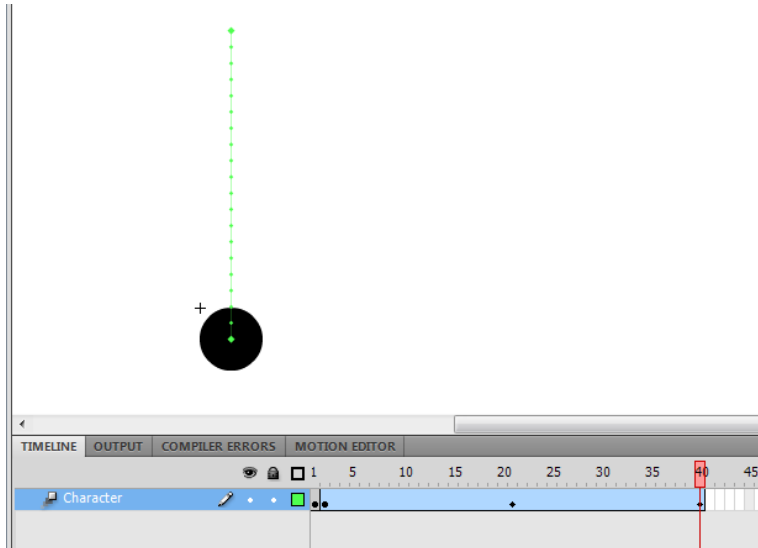 TIMELINE OUTPUT COMPILER ERRORS MOTION EDITOR
1 5 10 15 20 25 30 35 40 45
Character